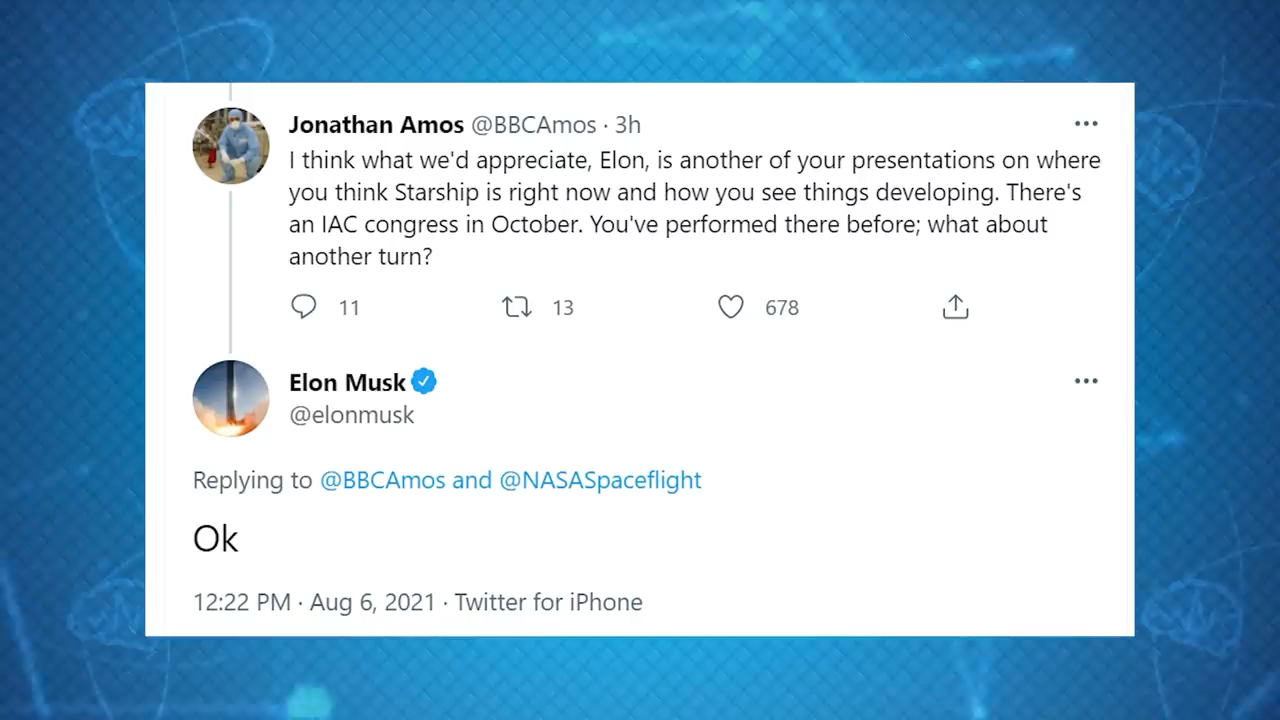 Jonathan Amos @BBCAmos · 3h
I think what we'd appreciate, Elon, is another of your presentations on where
you think Starship is right now and how you see things developing. There's
an IAC congress in October. You've performed there before; what about
another turn?
11 13 678
Elon Musk
@elonmusk
Replying to @BBCAmos and @NASASpaceflight
Ok
12:22 PM · Aug 6, 2021 · Twitter for iPhone